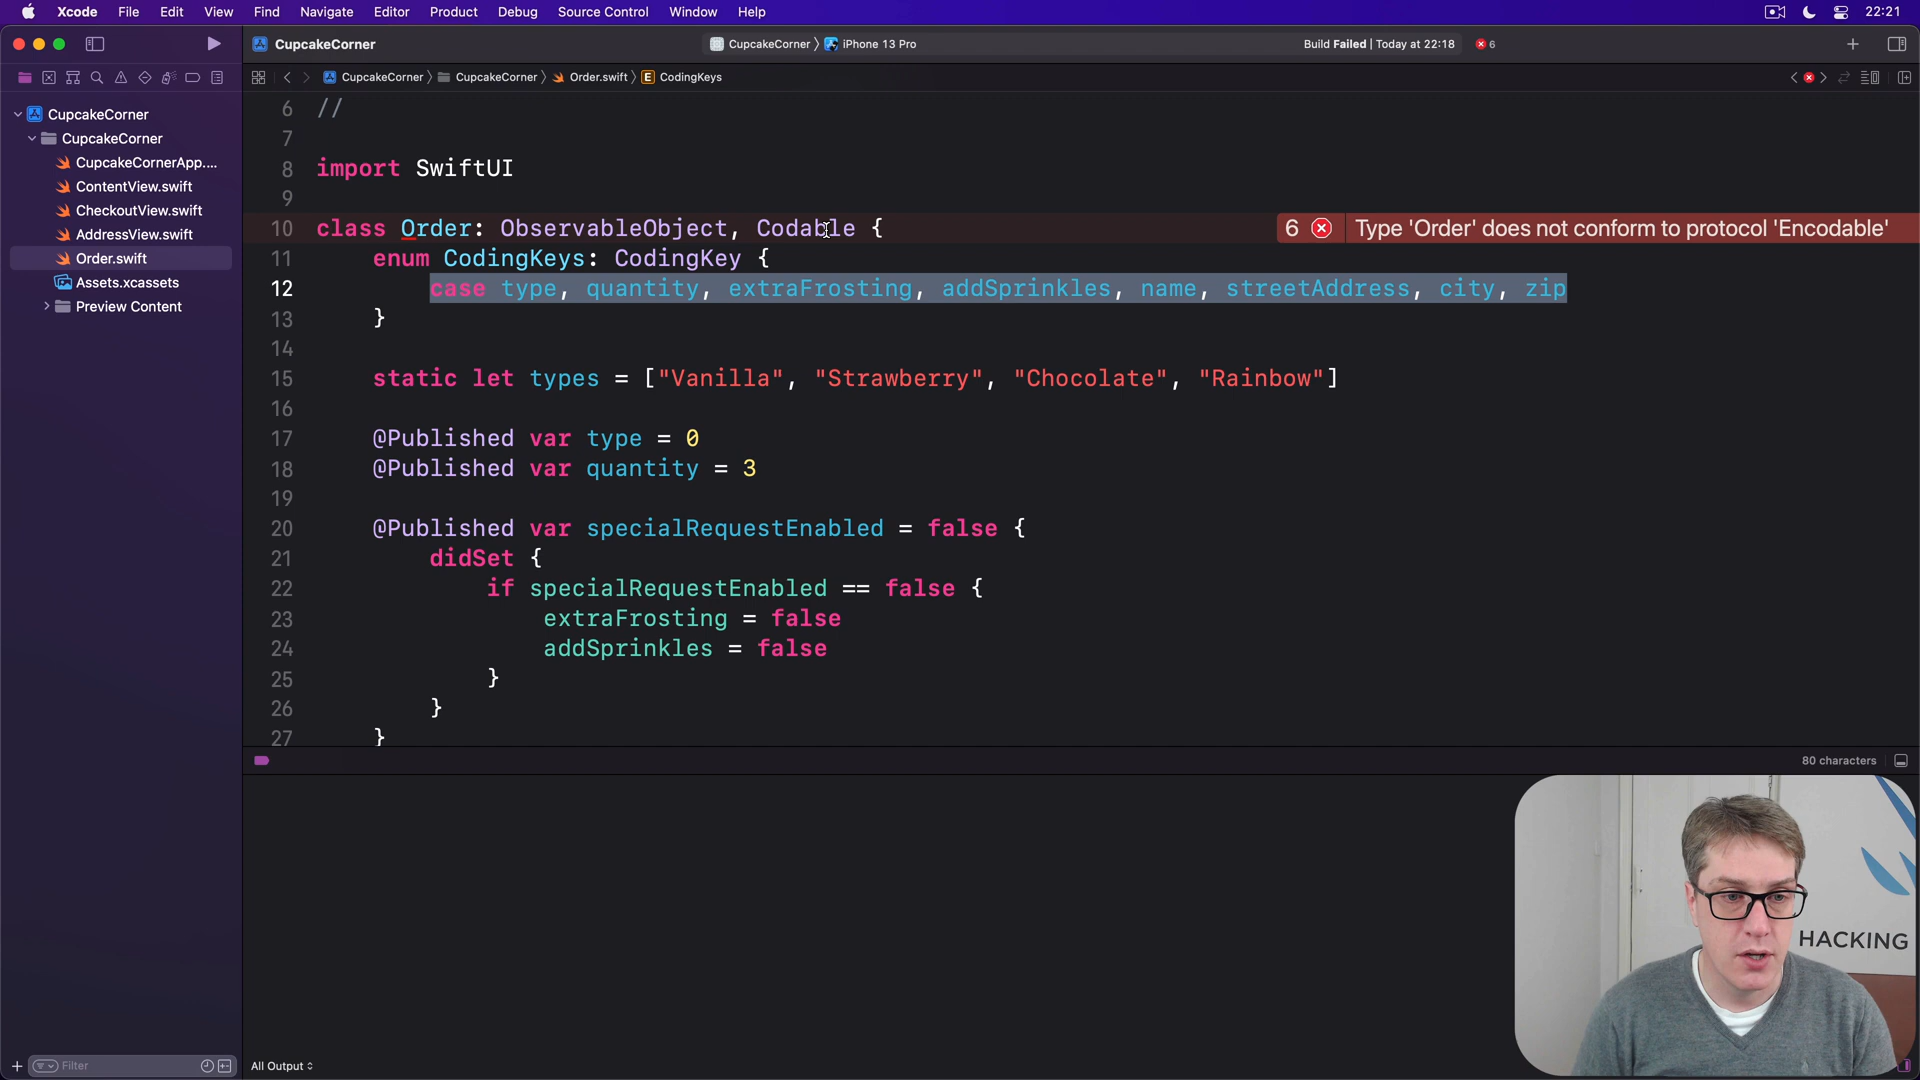 Xcode File Edit View Find Navigate Editor Product Debug Source Control Window Help 22:21
CupcakeCorner CupcakeCorner iPhone 13 Pro Build Failed | Today at 22:18 6
CupcakeCorner CupcakeCorner Order.swift E CodingKeys
CupcakeCorner
CupcakeCorner
CupcakeCornerApp....
ContentView.swift
CheckoutView.swift
AddressView.swift
Order.swift
Assets.xcassets
Preview Content
6 //
7
8 import SwiftUI
9
10 class Order: ObservableObject, Codable { 6 Type 'Order' does not conform to protocol 'Encodable'
11 enum CodingKeys: CodingKey {
12 case type, quantity, extraFrosting, addSprinkles, name, streetAddress, city, zip
13 }
14
15 static let types = ["Vanilla", "Strawberry", "Chocolate", "Rainbow"]
16
17 @Published var type = 0
18 @Published var quantity = 3
19
20 @Published var specialRequestEnabled = false {
21 didSet {
22 if specialRequestEnabled == false {
23 extraFrosting = false
24 addSprinkles = false
25 }
26 }
27 }
80 characters
HACKING
Filter
All Output